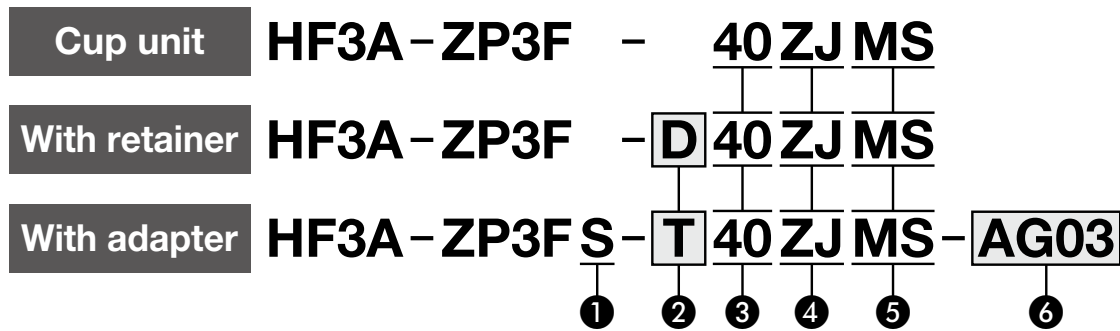 Cup unit HF3A-ZP3F - 40 ZJ MS
With retainer HF3A-ZP3F - D 40 ZJ MS
With adapter HF3A-ZP3F S - T 40 ZJ MS - AG03
❶ ❷ ❸ ❹ ❺ ❻